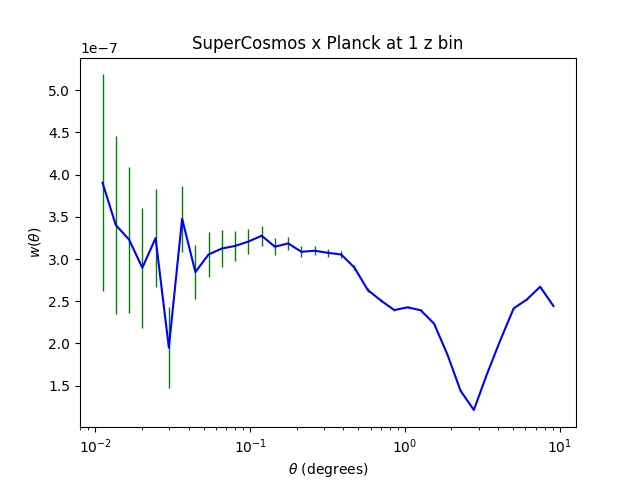 SuperCosmos x Planck at 1 z bin
1e−7
5.0
4.5
4.0
3.5
3.0
2.5
2.0
1.5
w(θ)
10⁻² 10⁻¹ 10⁰ 10¹
θ (degrees)